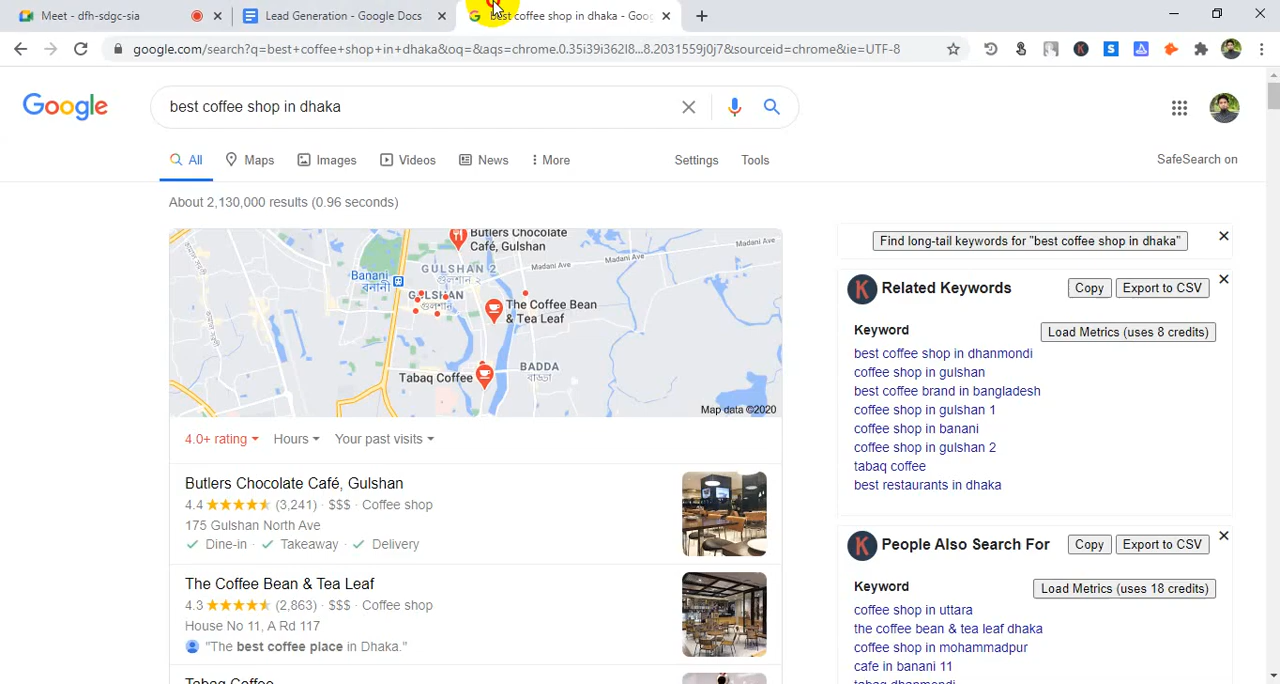 Meet - dfh-sdgc-sia
Lead Generation - Google Docs
best coffee shop in dhaka - Goo
google.com/search?q=best+coffee+shop+in+dhaka&oq=&aqs=chrome.0.35i39i362l8...8.2031559j0j7&sourceid=chrome&ie=UTF-8
Google
best coffee shop in dhaka
All
Maps
Images
Videos
News
More
Settings
Tools
SafeSearch on
About 2,130,000 results (0.96 seconds)
Butlers Chocolate
Café, Gulshan
Madani Ave
Madani Ave
GULSHAN 2
গুলশান ২
Banani
বনানী
GULSHAN
গুলশান
The Coffee Bean
& Tea Leaf
Tabaq Coffee
BADDA
বাড্ডা
Map data ©2020
4.0+ rating
Hours
Your past visits
Butlers Chocolate Café, Gulshan
4.4 (3,241) · $$$ · Coffee shop
175 Gulshan North Ave
Dine-in · Takeaway · Delivery
The Coffee Bean & Tea Leaf
4.3 (2,863) · $$$ · Coffee shop
House No 11, A Rd 117
"The best coffee place in Dhaka."
Tabaq Coffee
Find long-tail keywords for "best coffee shop in dhaka"
K Related Keywords
Copy
Export to CSV
Keyword
Load Metrics (uses 8 credits)
best coffee shop in dhanmondi
coffee shop in gulshan
best coffee brand in bangladesh
coffee shop in gulshan 1
coffee shop in banani
coffee shop in gulshan 2
tabaq coffee
best restaurants in dhaka
K People Also Search For
Copy
Export to CSV
Keyword
Load Metrics (uses 18 credits)
coffee shop in uttara
the coffee bean & tea leaf dhaka
coffee shop in mohammadpur
cafe in banani 11
tabaq dhanmondi